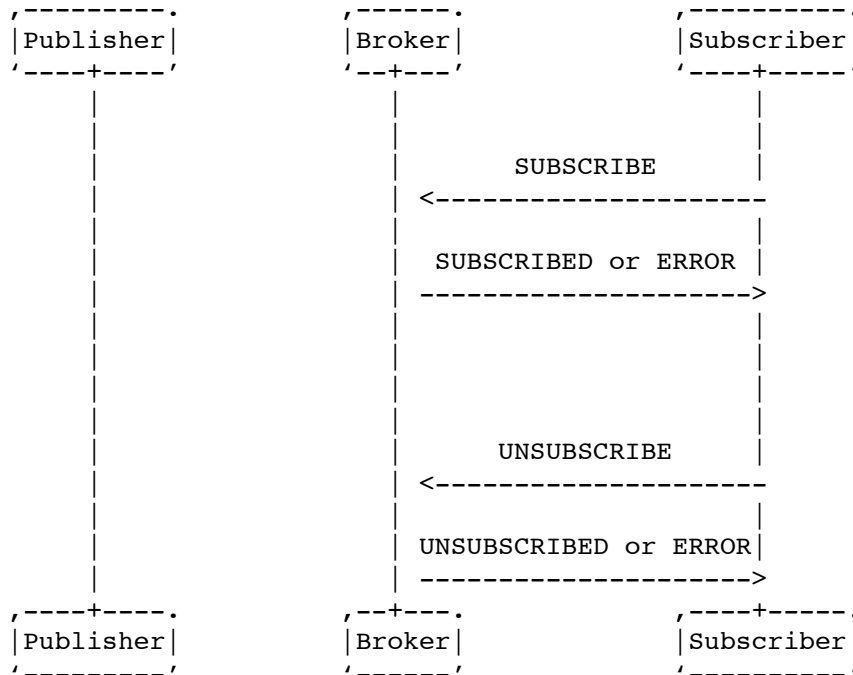 Publisher Broker Subscriber
SUBSCRIBE
SUBSCRIBED or ERROR
UNSUBSCRIBE
UNSUBSCRIBED or ERROR
Publisher Broker Subscriber